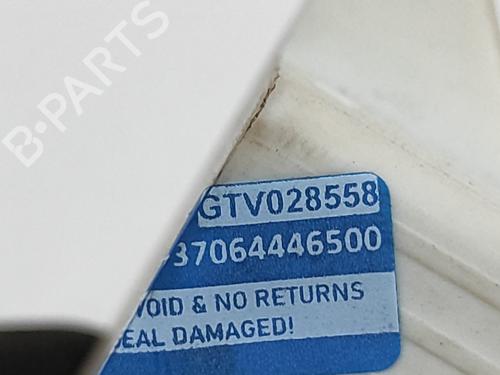 B-PARTS
GTV028558
37064446500
VOID & NO RETURNS
SEAL DAMAGED!